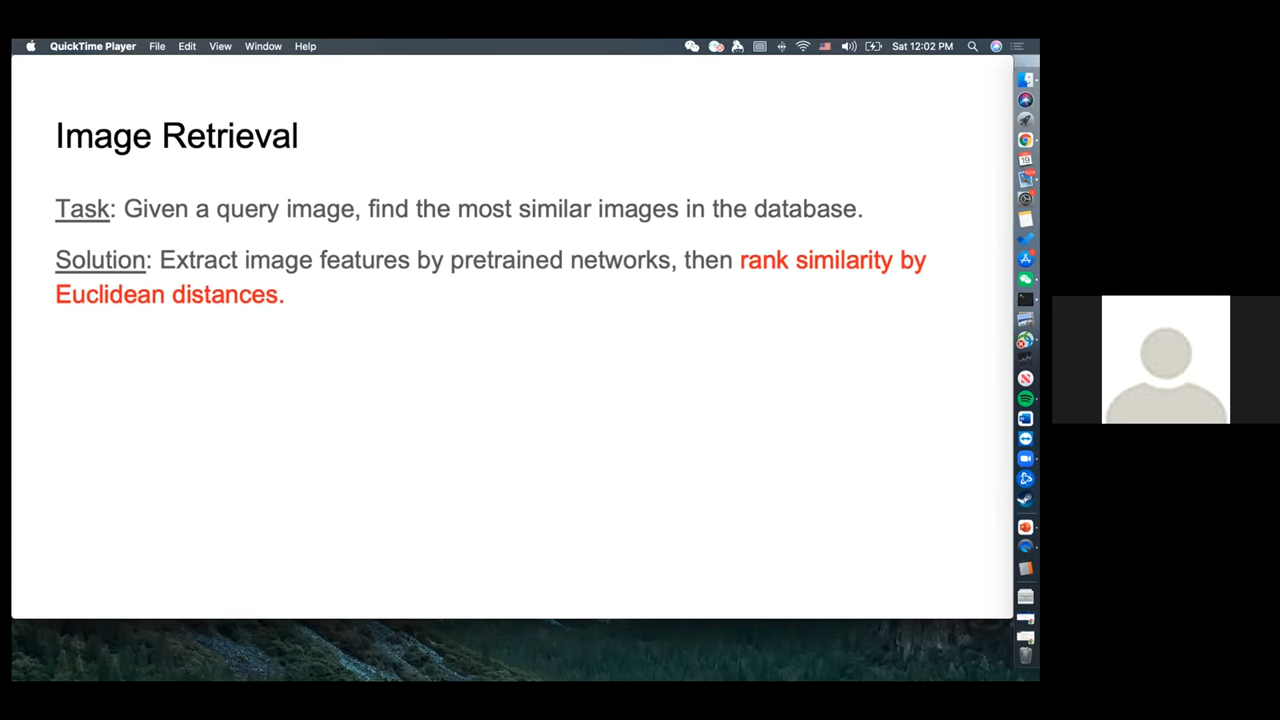 QuickTime Player File Edit View Window Help Sat 12:02 PM
Image Retrieval
Task: Given a query image, find the most similar images in the database.
Solution: Extract image features by pretrained networks, then rank similarity by
Euclidean distances.